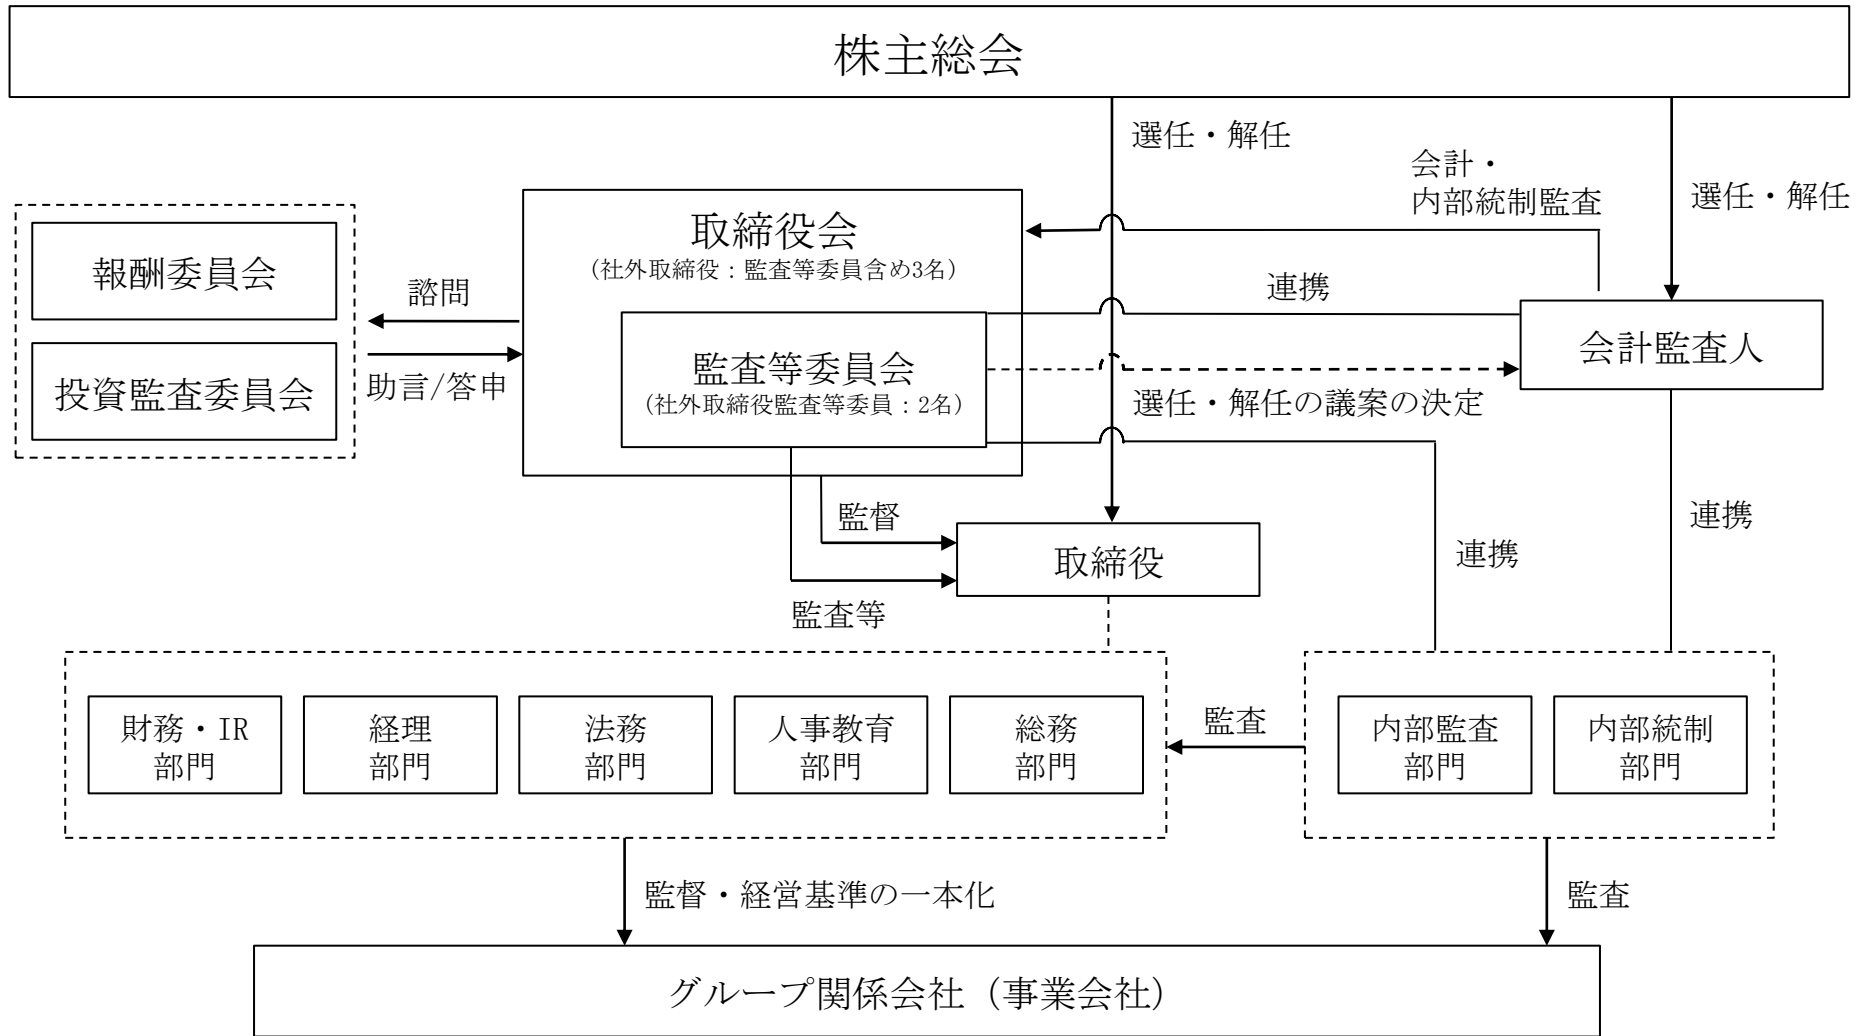 株主総会
選任・解任
会計・
内部統制監査
選任・解任
取締役会
(社外取締役：監査等委員含め3名)
報酬委員会
諮問
連携
監査等委員会
(社外取締役監査等委員：2名)
会計監査人
投資監査委員会
助言/答申
選任・解任の議案の決定
監督
連携
取締役
連携
監査等
財務・IR
部門
経理
部門
法務
部門
人事教育
部門
総務
部門
監査
内部監査
部門
内部統制
部門
監督・経営基準の一本化
監査
グループ関係会社（事業会社）